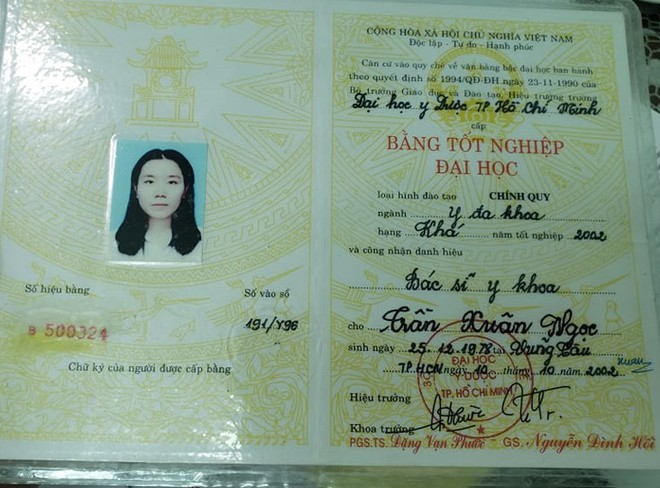 Số hiệu bằng
Số vào sổ
B 500324
191/Y96
Chữ ký của người được cấp bằng
CỘNG HÒA XÃ HỘI CHỦ NGHĨA VIỆT NAM
Độc lập - Tự do - Hạnh phúc
Căn cứ vào quy chế về văn bằng bậc đại học ban hành
theo quyết định số 1994/QĐ-ĐH ngày 23-11-1990 của
Bộ trưởng Giáo dục và Đào tạo, Hiệu trưởng trường
Đại học y Dược TP Hồ Chí Minh
cấp
BẰNG TỐT NGHIỆP
ĐẠI HỌC
loại hình đào tạo CHÍNH QUY
ngành Y đa khoa
hạng Khá năm tốt nghiệp 2002
và công nhận danh hiệu
Bác sĩ y khoa
cho Trần Xuân Ngọc
sinh ngày 25.12.1978 tại Vũng Tàu
TP.HCM ngày 10 tháng 10 năm 2002
ĐẠI HỌC
Y DƯỢC
TP. HỒ CHÍ MINH
Hiệu trưởng
Khoa trưởng
PGS.TS. Đặng Vạn Phước GS. Nguyễn Đình Hối